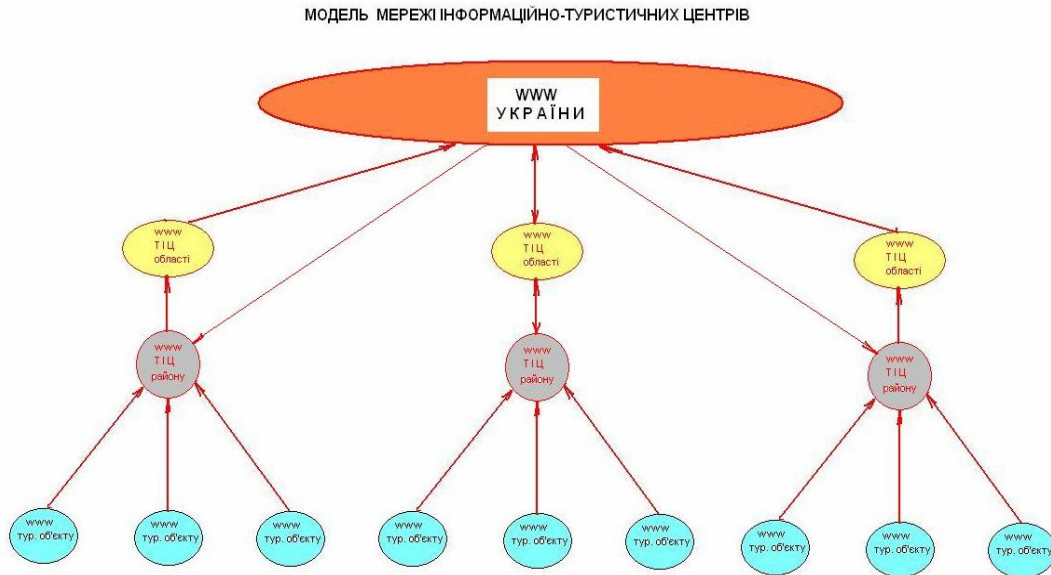 МОДЕЛЬ МЕРЕЖІ ІНФОРМАЦІЙНО-ТУРИСТИЧНИХ ЦЕНТРІВ
WWW
УКРАЇНИ
www
ТІЦ
області
www
ТІЦ
області
www
ТІЦ
області
www
ТІЦ
району
www
ТІЦ
району
www
ТІЦ
району
www
тур. об'єкту
www
тур. об'єкту
www
тур. об'єкту
www
тур. об'єкту
www
тур. об'єкту
www
тур. об'єкту
www
тур. об'єкту
www
тур. об'єкту
www
тур. об'єкту